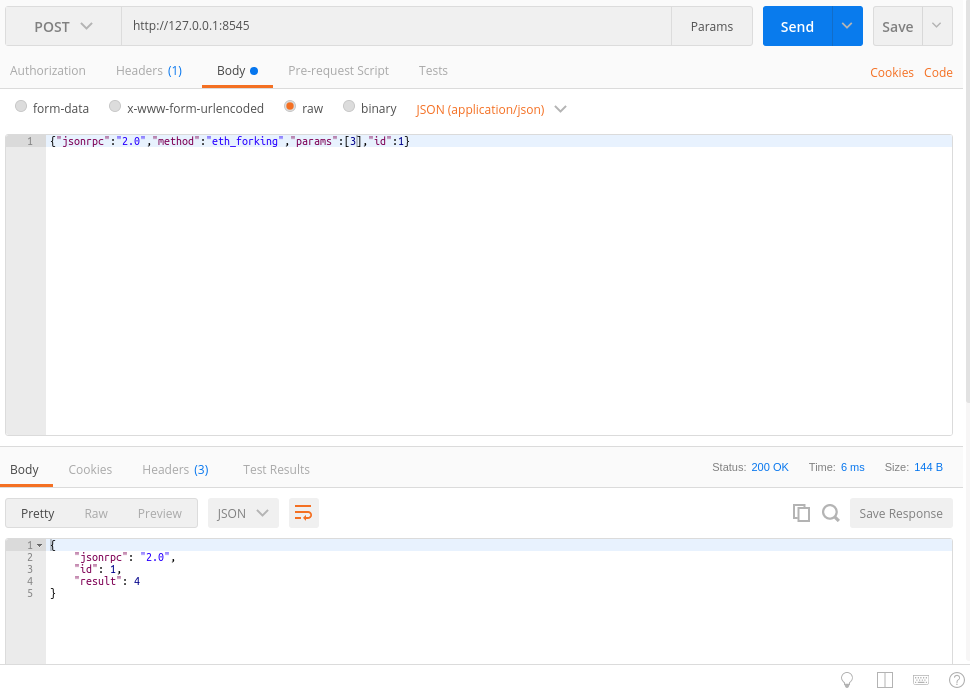 POST http://127.0.0.1:8545 Params Send Save
Authorization Headers (1) Body Pre-request Script Tests Cookies Code
form-data x-www-form-urlencoded raw binary JSON (application/json)
1 {"jsonrpc":"2.0","method":"eth_forking","params":[3],"id":1}
Body Cookies Headers (3) Test Results Status: 200 OK Time: 6 ms Size: 144 B
Pretty Raw Preview JSON Save Response
1 {
2 "jsonrpc": "2.0",
3 "id": 1,
4 "result": 4
5 }
?